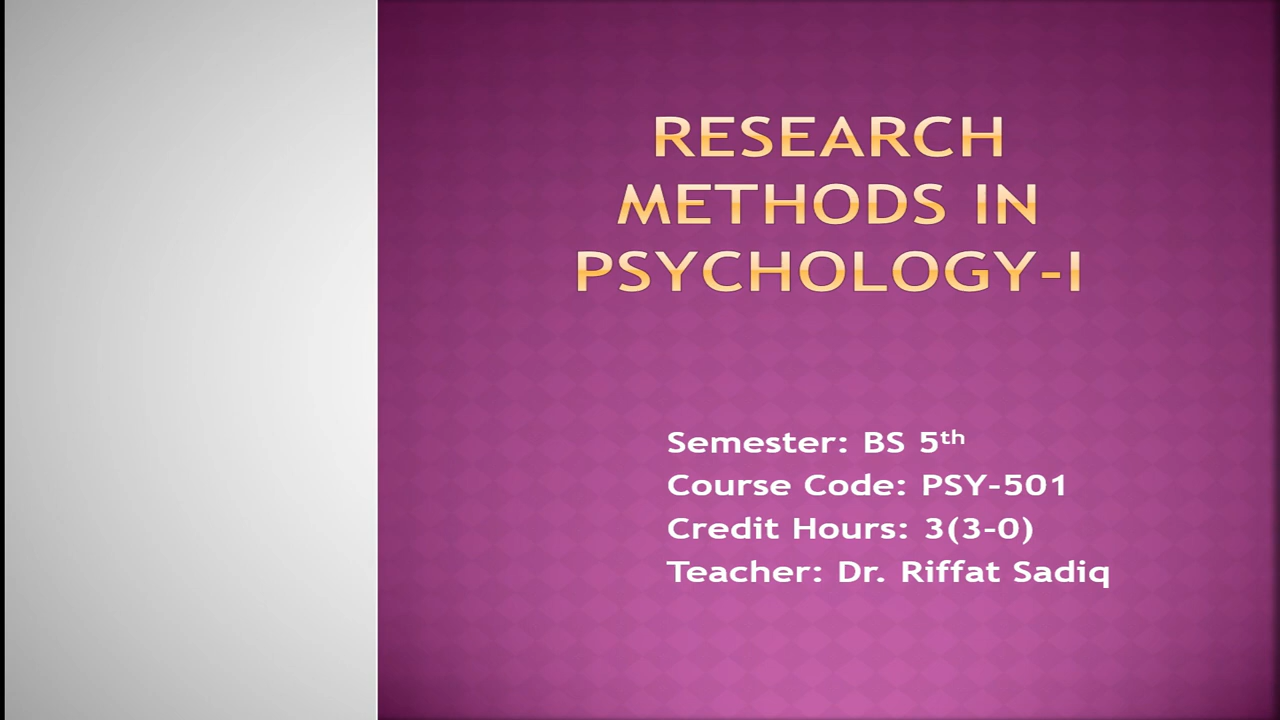 RESEARCH
METHODS IN
PSYCHOLOGY-I
Semester: BS 5th
Course Code: PSY-501
Credit Hours: 3(3-0)
Teacher: Dr. Riffat Sadiq